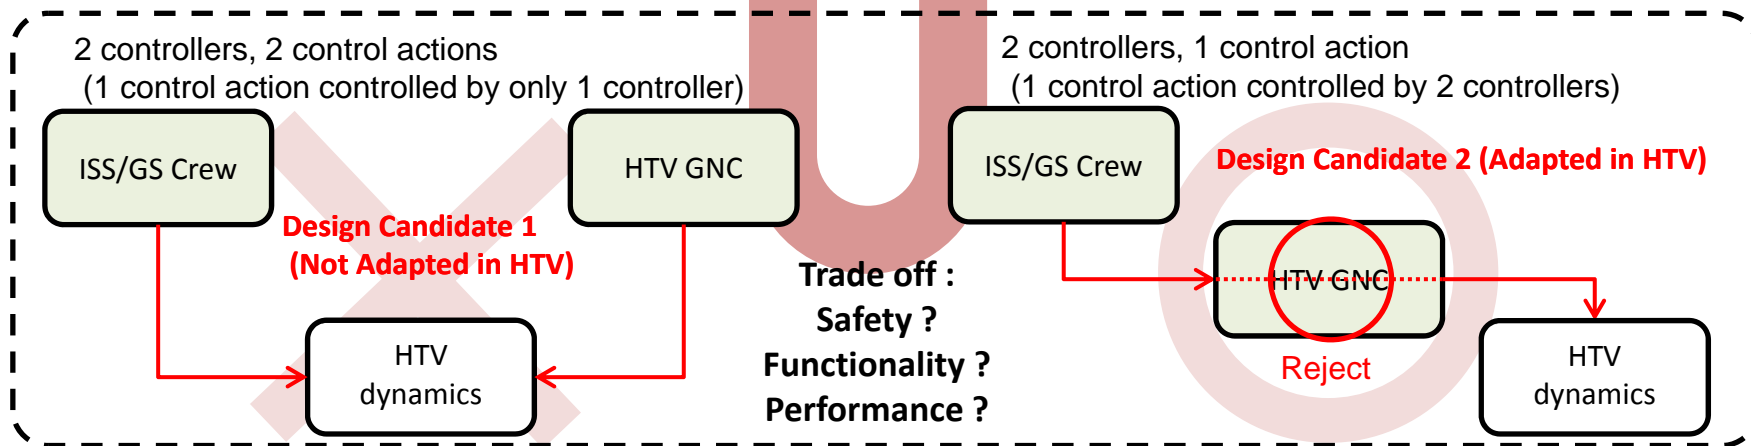 2 controllers, 2 control actions
(1 control action controlled by only 1 controller)
ISS/GS Crew
HTV GNC
Design Candidate 1
(Not Adapted in HTV)
HTV
dynamics
Trade off :
Safety ?
Functionality ?
Performance ?
2 controllers, 1 control action
(1 control action controlled by 2 controllers)
ISS/GS Crew
Design Candidate 2 (Adapted in HTV)
HTV GNC
Reject
HTV
dynamics